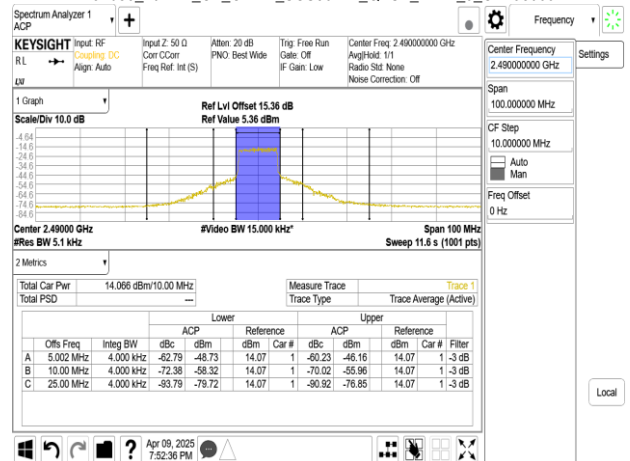 Spectrum Analyzer 1
ACP
Frequency
KEYSIGHT
RL
LXI
Input: RF
Coupling: DC
Align: Auto
Input Z: 50 Ω
Corr CCorr
Freq Ref: Int (S)
Atten: 20 dB
PNO: Best Wide
Trig: Free Run
Gate: Off
IF Gain: Low
Center Freq: 2.490000000 GHz
Avg|Hold: 1/1
Radio Std: None
Noise Correction: Off
Center Frequency
2.490000000 GHz
Settings
Span
100.000000 MHz
CF Step
10.000000 MHz
Auto
Man
Freq Offset
0 Hz
Local
1 Graph
Scale/Div 10.0 dB
Ref Lvl Offset 15.36 dB
Ref Value 5.36 dBm
-4.64
-14.6
-24.6
-34.6
-44.6
-54.6
-64.6
-74.6
-84.6
Center 2.49000 GHz
#Video BW 15.000 kHz*
Span 100 MHz
#Res BW 5.1 kHz
Sweep 11.6 s (1001 pts)
2 Metrics
Total Car Pwr 14.066 dBm/10.00 MHz Measure Trace Trace 1
Total PSD --- Trace Type Trace Average (Active)
Lower Upper
ACP Reference ACP Reference
Offs Freq Integ BW dBc dBm dBm Car # dBc dBm dBm Car # Filter
A 5.002 MHz 4.000 kHz -62.79 -48.73 14.07 1 -60.23 -46.16 14.07 1 -3 dB
B 10.00 MHz 4.000 kHz -72.38 -58.32 14.07 1 -70.02 -55.96 14.07 1 -3 dB
C 25.00 MHz 4.000 kHz -93.79 -79.72 14.07 1 -90.92 -76.85 14.07 1 -3 dB
?
Apr 09, 2025
7:52:36 PM